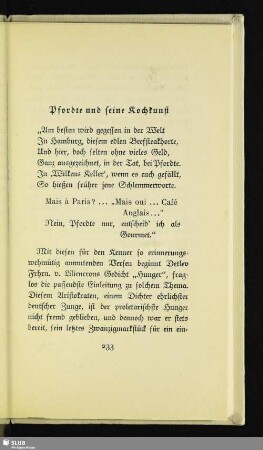 Pfordte und seine Kochkunst
„Am besten wird gegessen in der Welt
In Hamburg, diesem edlen Beefsteakhorte,
Und hier, doch selten ohne vieles Geld,
Ganz ausgezeichnet, in der Tat, bei Pfordte.
In ‚Wilkens Keller‘, wenn es euch gefällt,
So hießen früher jene Schlemmerworte.
Mais à Paris? ... „Mais oui ... Café
Anglais ...“
Nein, Pfordte nur, entscheid’ ich als
Gourmet.“
Mit diesen für den Kenner so erinnerungs-
wehmütig anmutenden Versen beginnt Detlev
Frhrn. v. Liliencrons Gedicht „Hunger“, frag-
los die passendste Einleitung zu solchem Thema.
Diesem Aristokraten, einem Dichter ehrlichster
deutscher Zunge, ist der proletarischste Hunger
nicht fremd geblieben, und dennoch war er stets
bereit, sein letztes Zwanzigmarkstück für ein ein-
233
SLUB